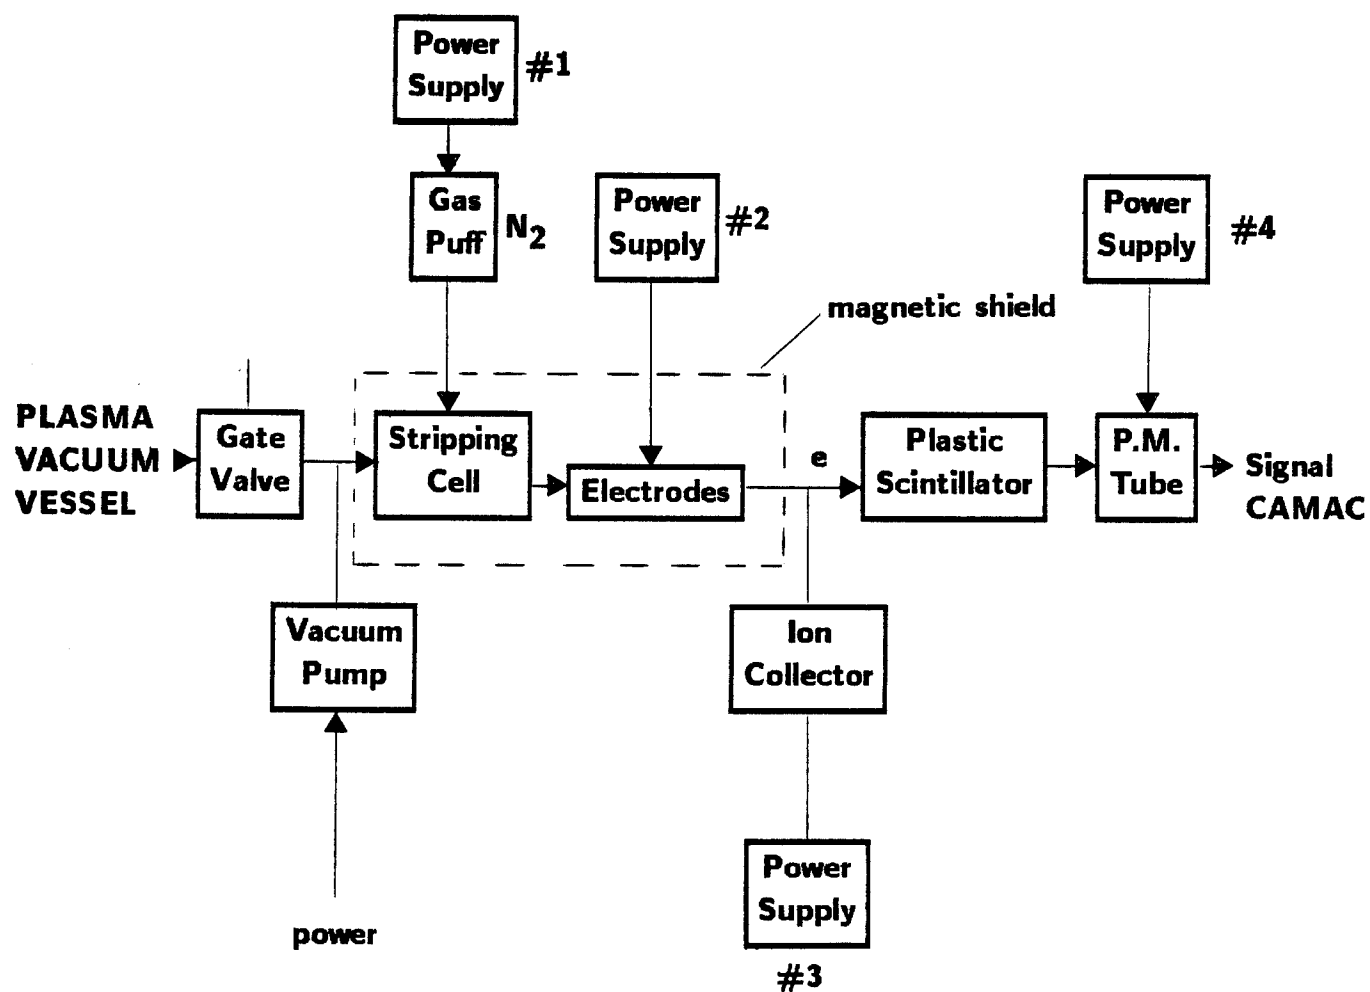 Power
Supply
#1
Gas
Puff
N2
Power
Supply
#2
Power
Supply
#4
magnetic shield
PLASMA
VACUUM
VESSEL
Gate
Valve
Stripping
Cell
Electrodes
e
Plastic
Scintillator
P.M.
Tube
Signal
CAMAC
Vacuum
Pump
Ion
Collector
power
Power
Supply
#3